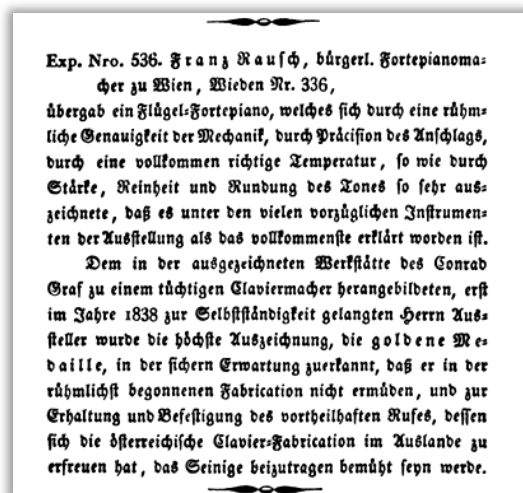 Exp. Nro. 536. Franz Rausch, bürgerl. Fortepianoma=
cher zu Wien, Wieden Nr. 336,
übergab ein Flügel=Fortepiano, welches sich durch eine rühm=
liche Genauigkeit der Mechanik, durch Präcision des Anschlags,
durch eine vollkommen richtige Temperatur, so wie durch
Stärke, Reinheit und Rundung des Tones so sehr aus=
zeichnete, daß es unter den vielen vorzüglichen Instrumen=
ten der Ausstellung als das vollkommenste erklärt worden ist.
Dem in der ausgezeichneten Werkstätte des Conrad
Graf zu einem tüchtigen Claviermacher herangebildeten, erst
im Jahre 1838 zur Selbstständigkeit gelangten Herrn Aus=
steller wurde die höchste Auszeichnung, die goldene Me=
daille, in der sichern Erwartung zuerkannt, daß er in der
rühmlichst begonnenen Fabrication nicht ermüden, und zur
Erhaltung und Befestigung des vortheilhaften Rufes, dessen
sich die österreichische Clavier=Fabrication im Auslande zu
erfreuen hat, das Seinige beizutragen bemüht seyn werde.